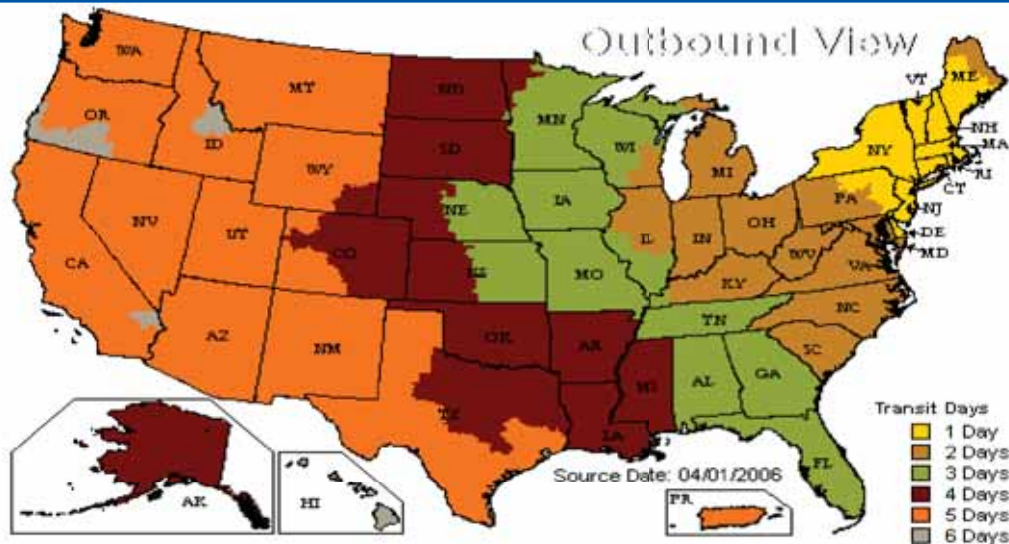 Outbound View
WA
MT
ND
MN
VT
ME
OR
ID
SD
WI
NH
MA
WY
MI
NY
RI
CT
NE
IA
PA
NJ
NV
UT
CO
IL
IN
OH
DE
MD
CA
KS
MO
WV
VA
KY
AZ
NM
OK
AR
TN
NC
SC
MI
AL
GA
TX
LA
FL
AK
HI
PR
Source Date: 04/01/2006
Transit Days
1 Day
2 Days
3 Days
4 Days
5 Days
6 Days